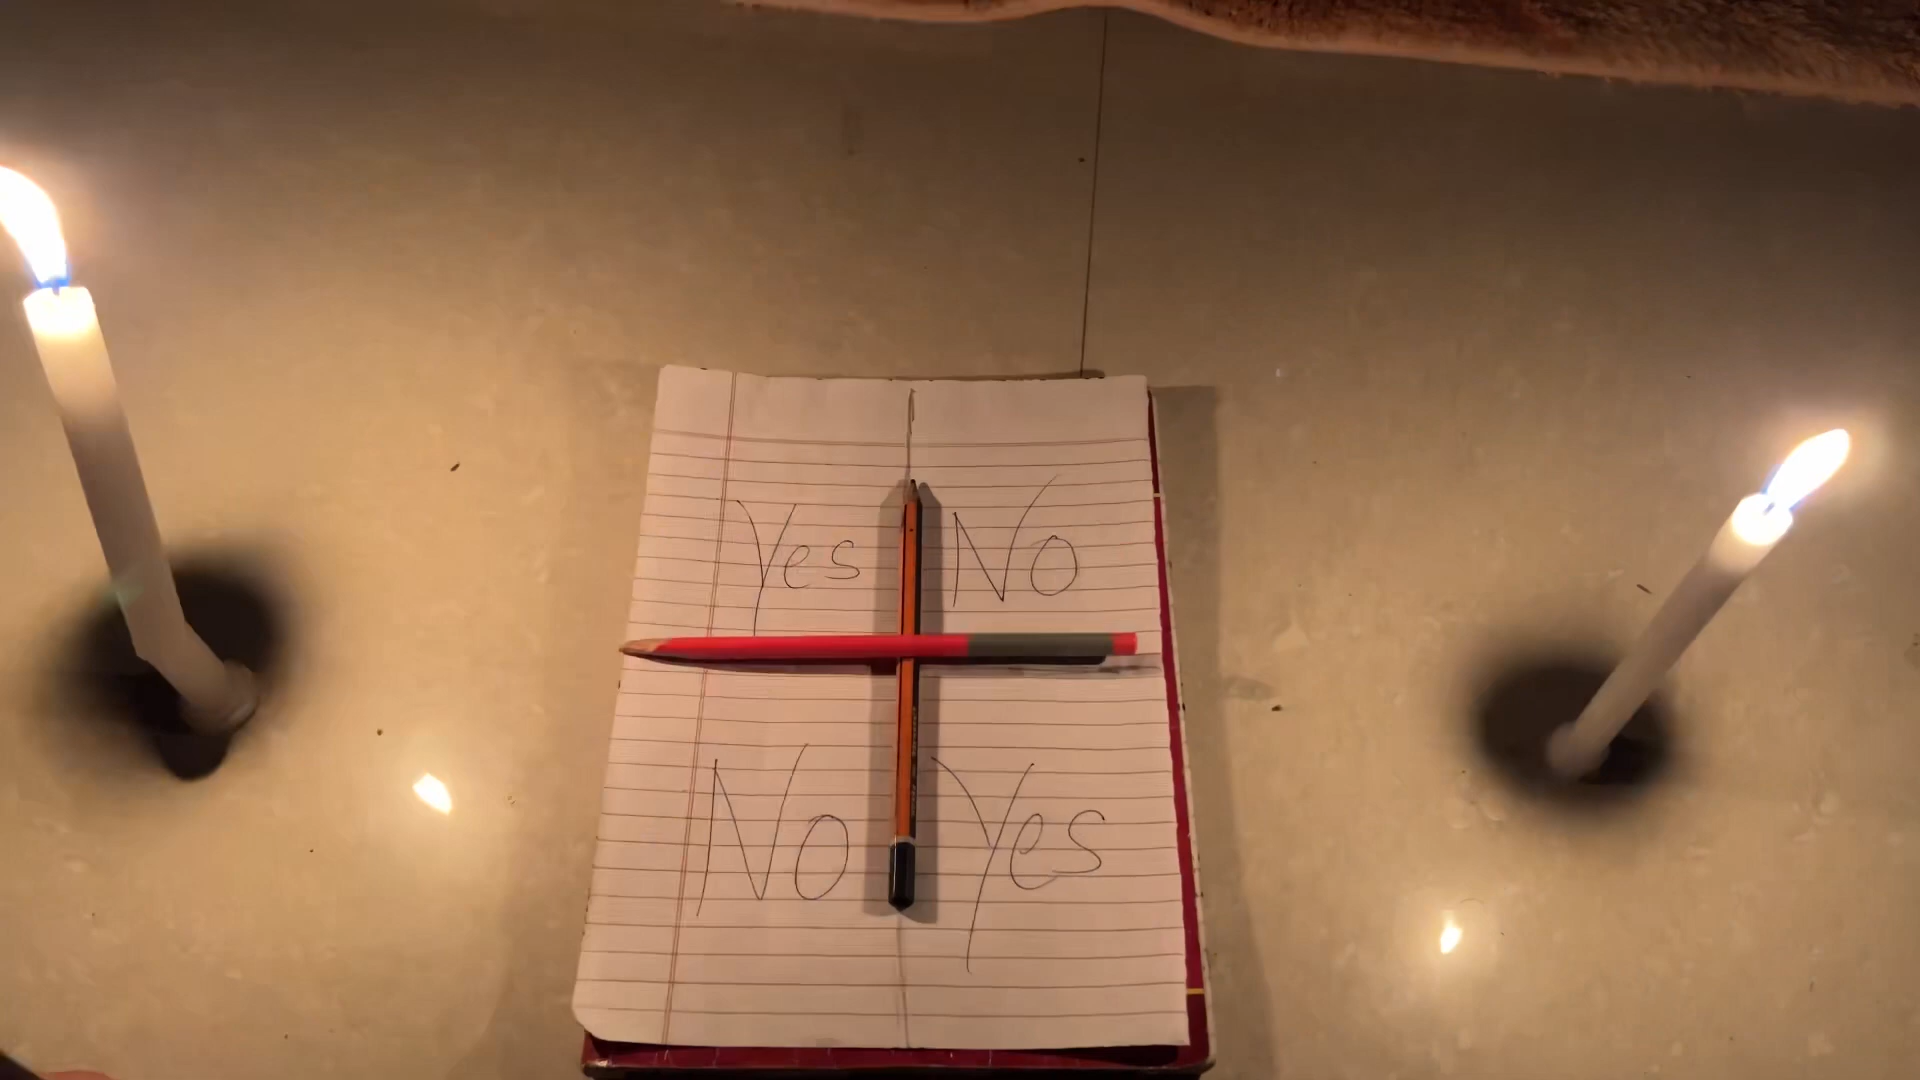 Yes No
No Yes